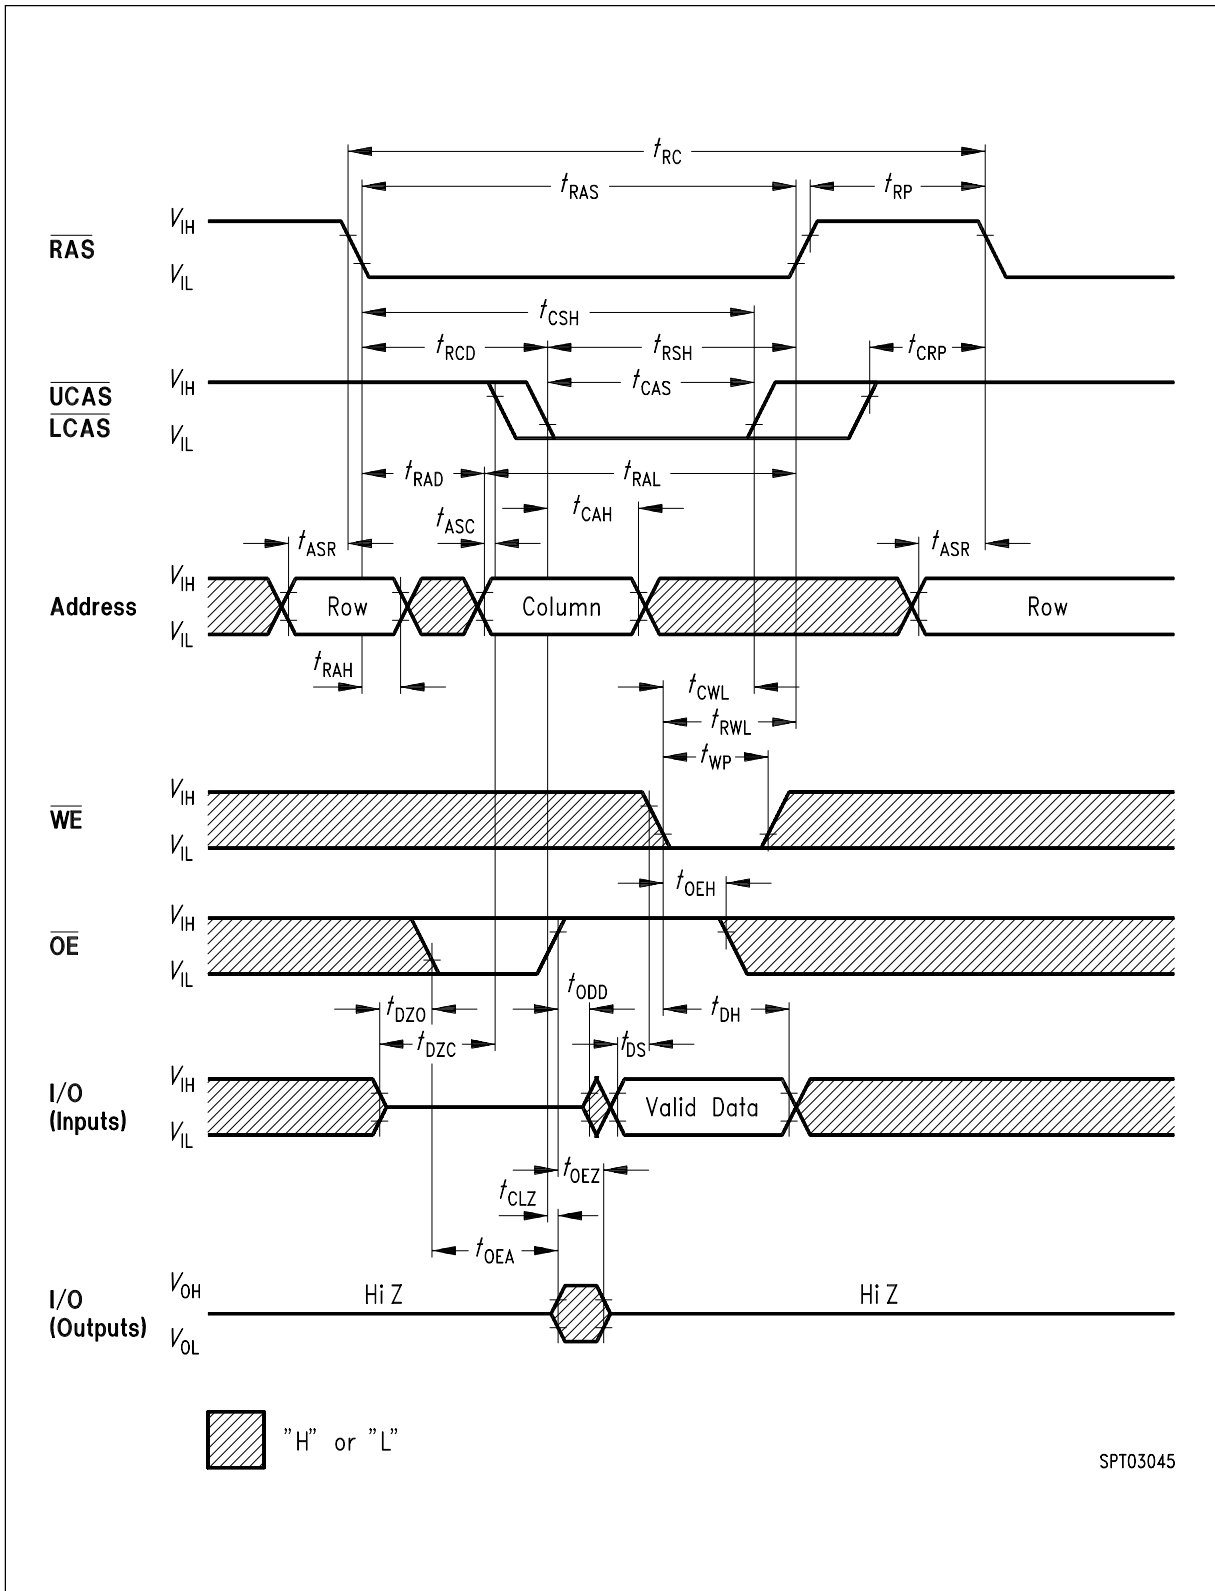 tRC
tRAS tRP
RAS VIH
VIL
tCSH
tRCD tRSH tCRP
UCAS VIH tCAS
LCAS VIL
tRAD tRAL
tCAH
tASC
tASR tASR
VIH
Address Row Column Row
VIL
tRAH
tCWL
tRWL
tWP
VIH
WE
VIL
tOEH
VIH
OE
VIL
tODD
tDZO tDH
tDZC tDS
VIH
I/O
(Inputs) Valid Data
VIL
tOEZ
tCLZ
tOEA
VOH Hi Z Hi Z
I/O
(Outputs)
VOL
"H" or "L"
SPT03045